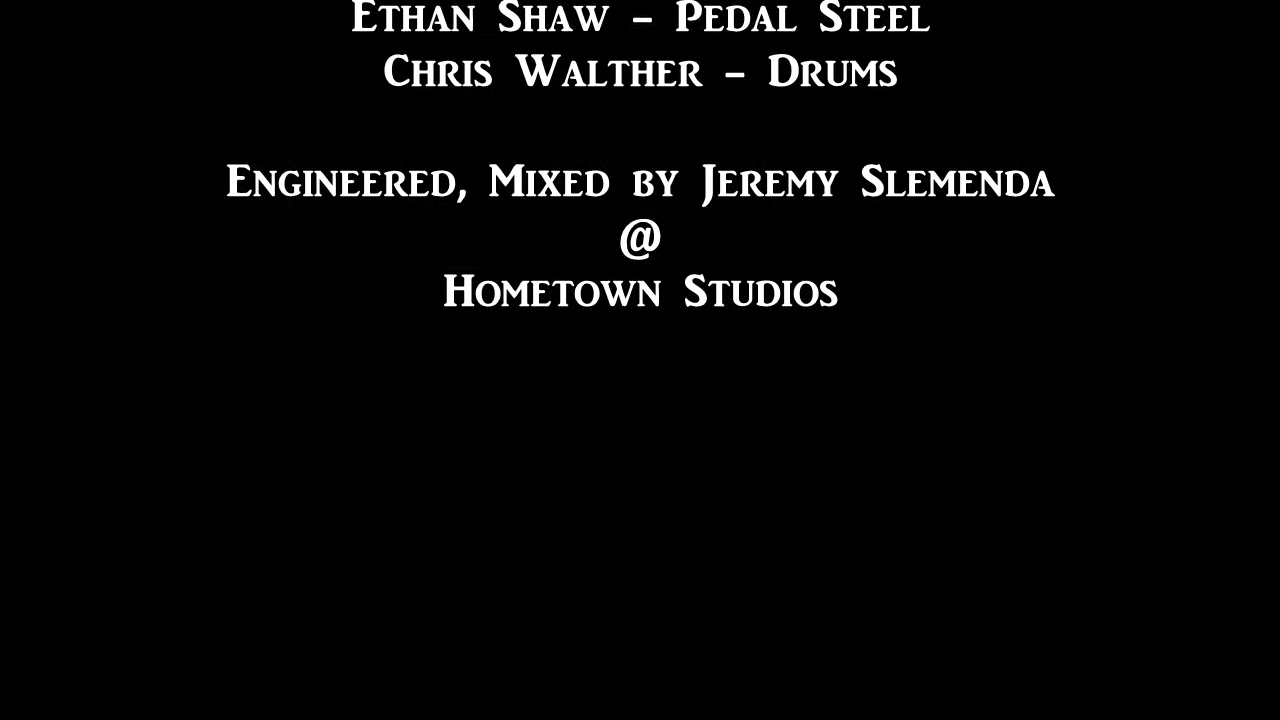 Ethan Shaw – Pedal Steel
Chris Walther – Drums
Engineered, Mixed by Jeremy Slemenda
@
Hometown Studios